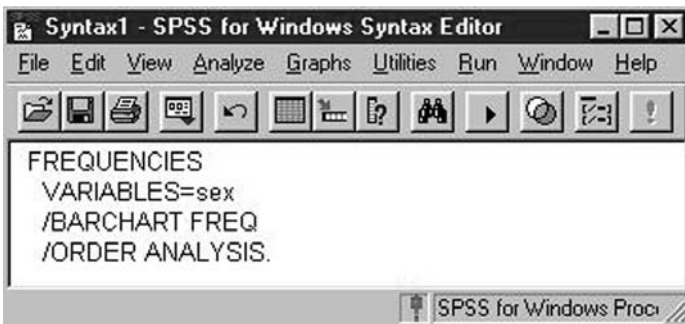 Syntax1 - SPSS for Windows Syntax Editor
File Edit View Analyze Graphs Utilities Run Window Help
FREQUENCIES
VARIABLES=sex
/BARCHART FREQ
/ORDER ANALYSIS.
SPSS for Windows Proc